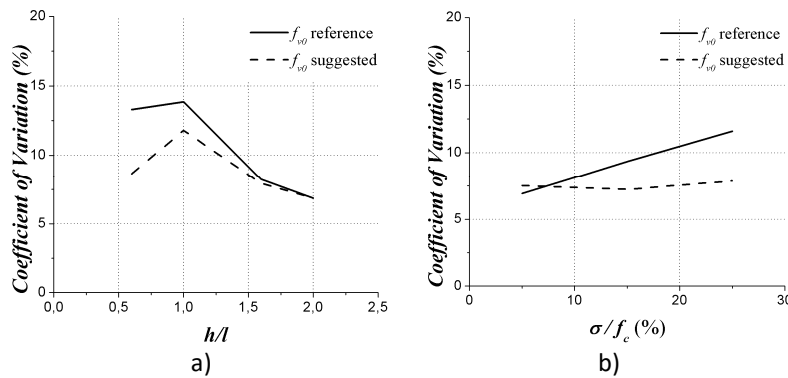 20
15
10
5
0
0,0
0,5
1,0
1,5
2,0
2,5
Coefficient of Variation (%)
h/l
f_v0 reference
f_v0 suggested
a)
20
15
10
5
0
0
10
20
30
Coefficient of Variation (%)
σ/f_c (%)
f_v0 reference
f_v0 suggested
b)